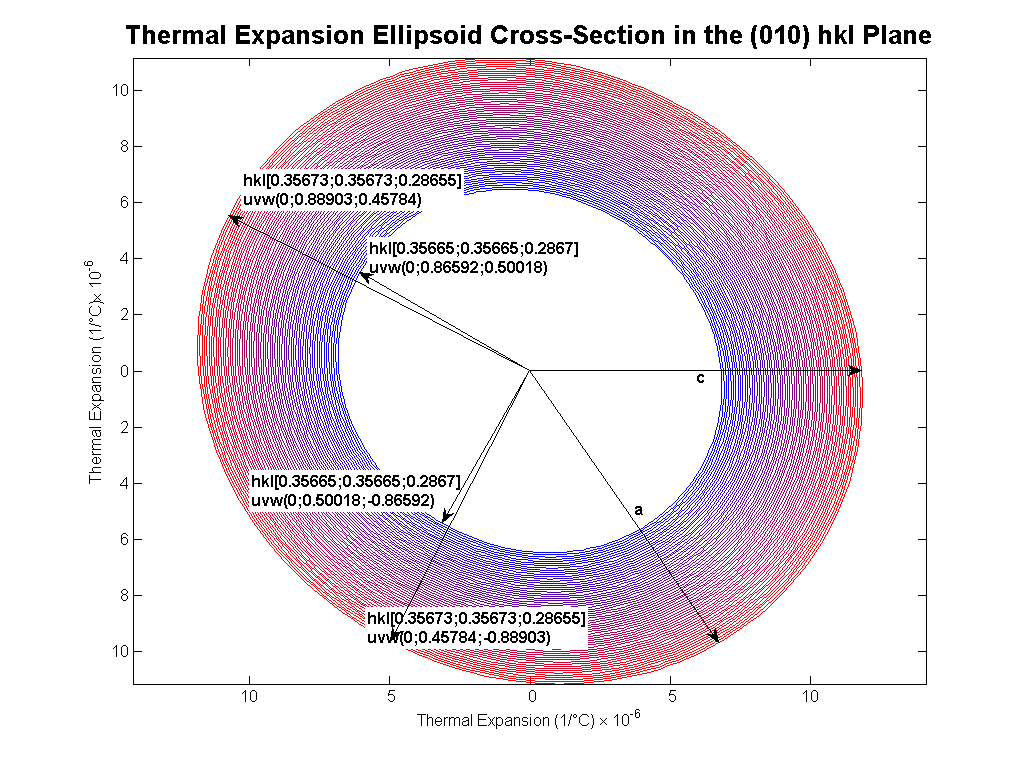 Thermal Expansion Ellipsoid Cross-Section in the (010) hkl Plane
10
8
6
4
2
0
2
4
6
8
10
Thermal Expansion (1/°C)× 10-6
hkl[0.35673;0.35673;0.28655]
uvw(0;0.88903;0.45784)
hkl[0.35665;0.35665;0.2867]
uvw(0;0.86592;0.50018)
c
a
hkl[0.35665;0.35665;0.2867]
uvw(0;0.50018;-0.86592)
hkl[0.35673;0.35673;0.28655]
uvw(0;0.45784;-0.88903)
10 5 0 5 10
Thermal Expansion (1/°C) × 10-6